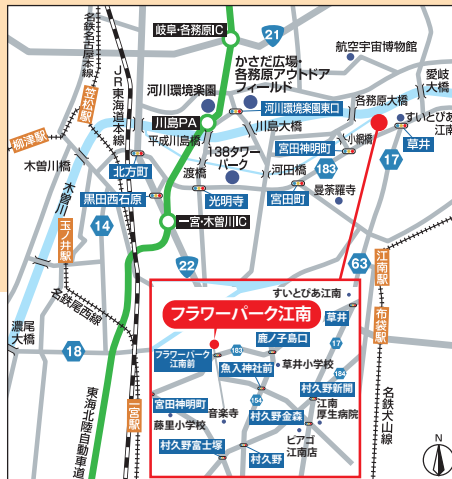 岐阜・各務原IC
21
航空宇宙博物館
名鉄名古屋本線
笠松駅
JR東海道本線
かさだ広場・
各務原アウトドア
フィールド
愛岐
大橋
河川環境楽園
河川環境楽園東口
各務原大橋
柳津駅
川島PA
川島大橋
すいとぴあ江南
草井
木曽川橋
平成川島橋
138タワー
パーク
宮田神明町
小網橋
17
北方町
渡橋
河田橋
183
木曽川
黒田西石原
光明寺
宮田町
曼荼羅寺
玉ノ井駅
14
一宮・木曽川IC
22
63
江南駅
名鉄尾西線
布袋駅
濃尾
大橋
18
一宮駅
東海北陸自動車道
名鉄犬山線
すいとぴあ江南
フラワーパーク江南
草井
鹿ノ子島口
17
フラワーパーク
江南前
183
草井小学校
魚入神社前
184
村久野新開
154
宮田神明町
音楽寺
村久野金森
江南
厚生病院
藤里小学校
ピアゴ
江南店
村久野富士塚
村久野
N